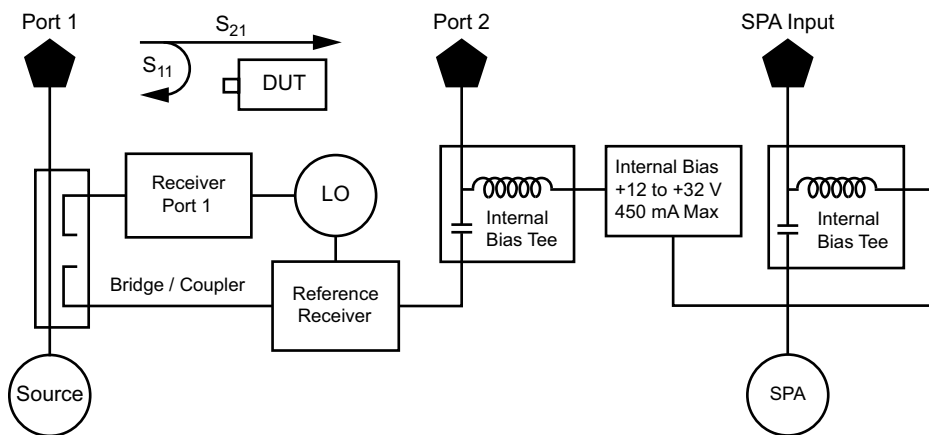 Port 1
S21
S11
DUT
Port 2
SPA Input
Receiver
Port 1
LO
Internal
Bias Tee
Internal Bias
+12 to +32 V
450 mA Max
Internal
Bias Tee
Bridge / Coupler
Reference
Receiver
Source
SPA